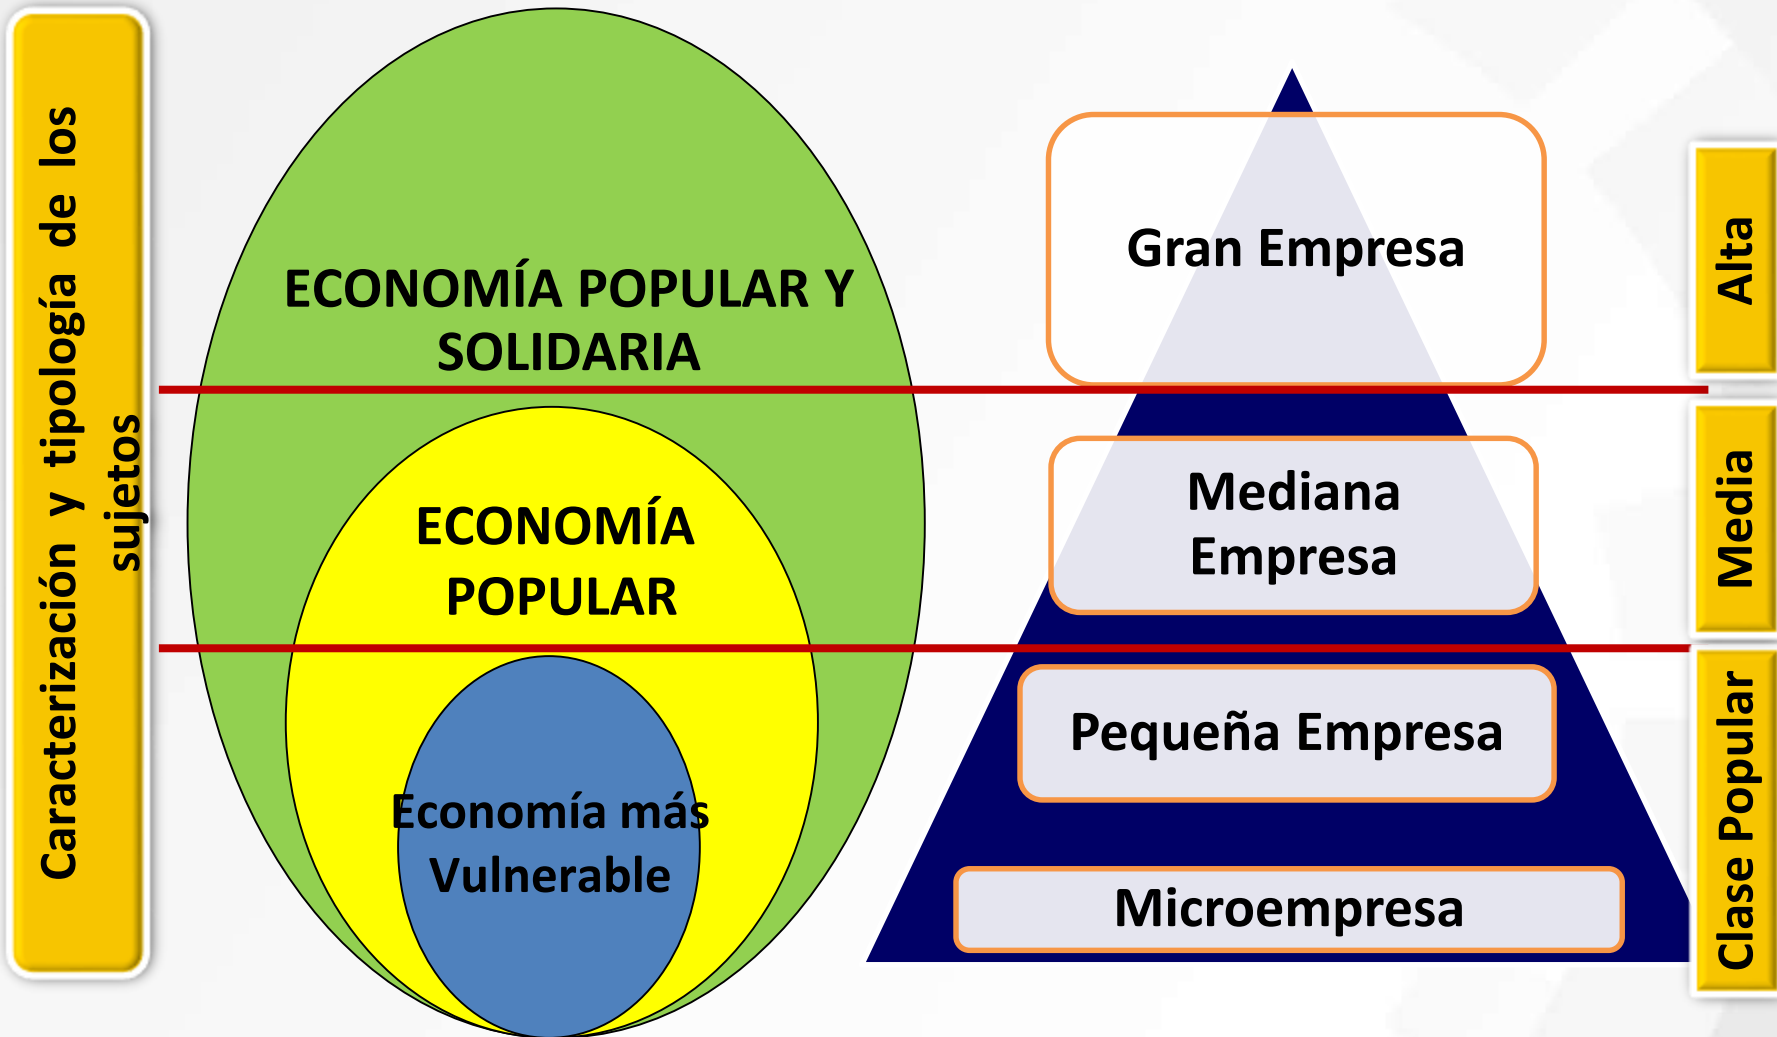 Caracterización y tipología de los
sujetos
ECONOMÍA POPULAR Y
SOLIDARIA
ECONOMÍA
POPULAR
Economía más
Vulnerable
Gran Empresa
Mediana
Empresa
Pequeña Empresa
Microempresa
Alta
Media
Clase Popular